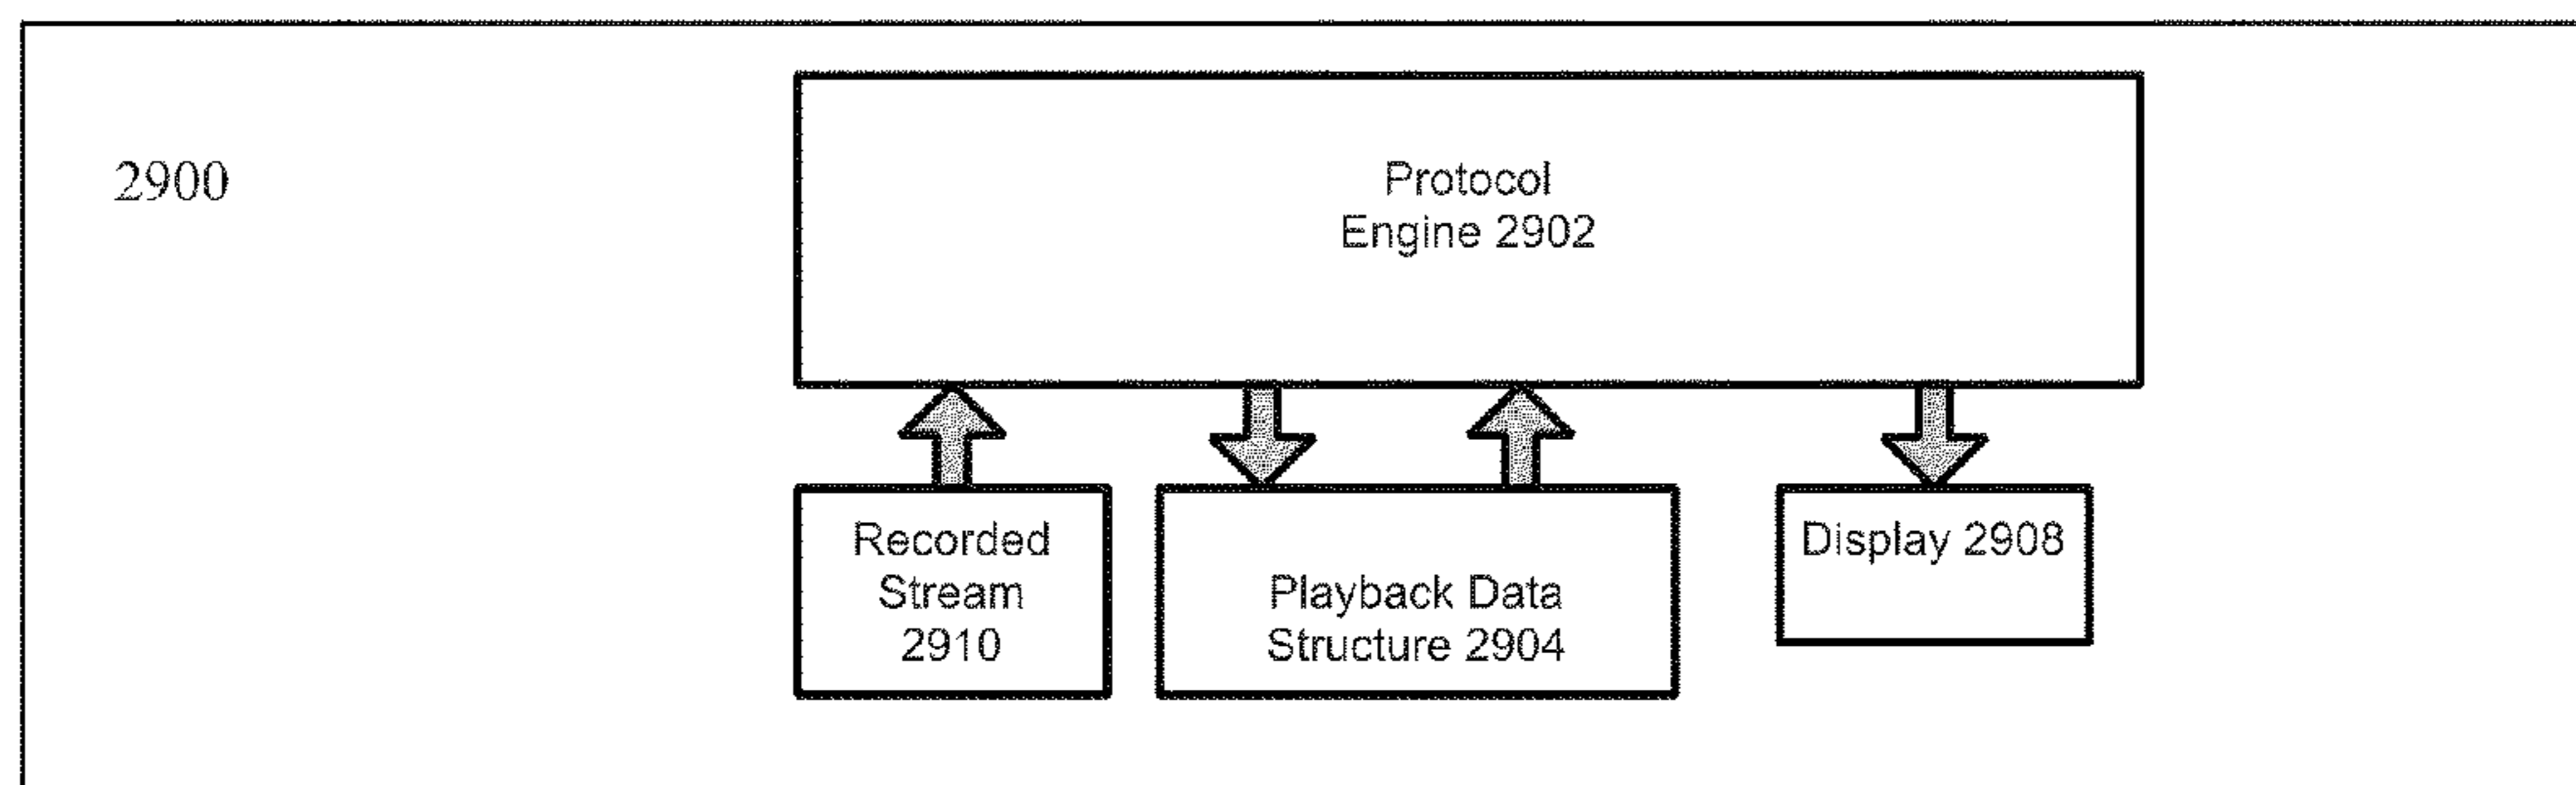 2900
Protocol
Engine 2902
Recorded
Stream
2910
Playback Data
Structure 2904
Display 2908